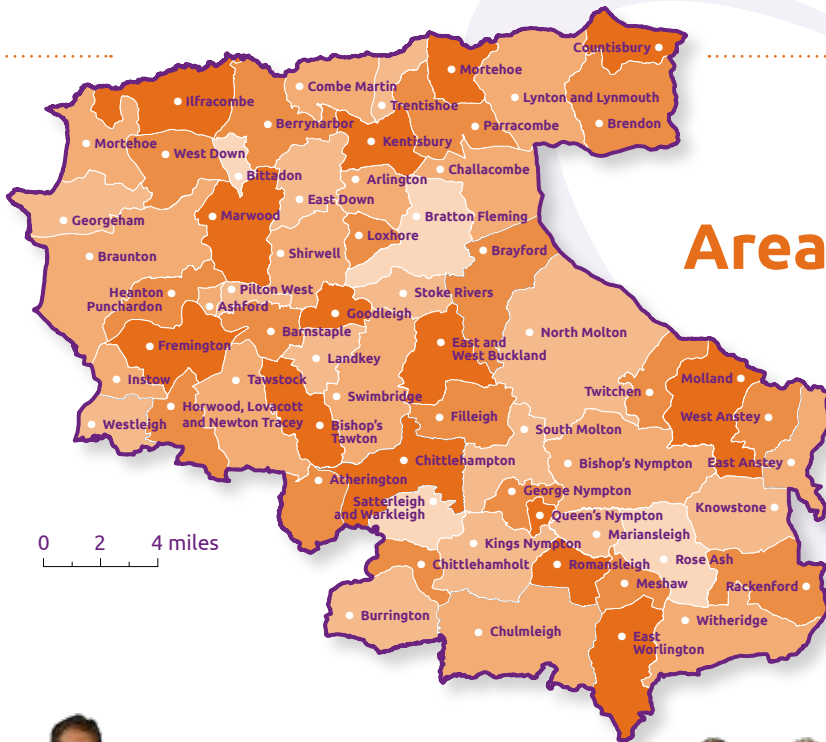 Countisbury
Mortehoe
Combe Martin
Lynton and Lynmouth
Ilfracombe
Trentishoe
Berrynarbor
Parracombe
Brendon
Mortehoe
Kentisbury
West Down
Challacombe
Bittadon
Arlington
East Down
Georgeham
Marwood
Bratton Fleming
Loxhore
Area
Braunton
Shirwell
Brayford
Heanton
Punchardon
Pilton West
Stoke Rivers
Ashford
Goodleigh
Barnstaple
North Molton
Fremington
East and
West Buckland
Landkey
Instow
Tawstock
Molland
Twitchen
Swimbridge
Horwood, Lovacott
and Newton Tracey
Filleigh
West Anstey
Westleigh
Bishop's
Tawton
South Molton
Chittlehampton
Bishop's Nympton
East Anstey
Atherington
George Nympton
Satterleigh
and Warkleigh
Queen's Nympton
Knowstone
Mariansleigh
0 2 4 miles
Kings Nympton
Chittlehamholt
Romansleigh
Rose Ash
Meshaw
Rackenford
Burrington
Witheridge
Chulmleigh
East
Worlington